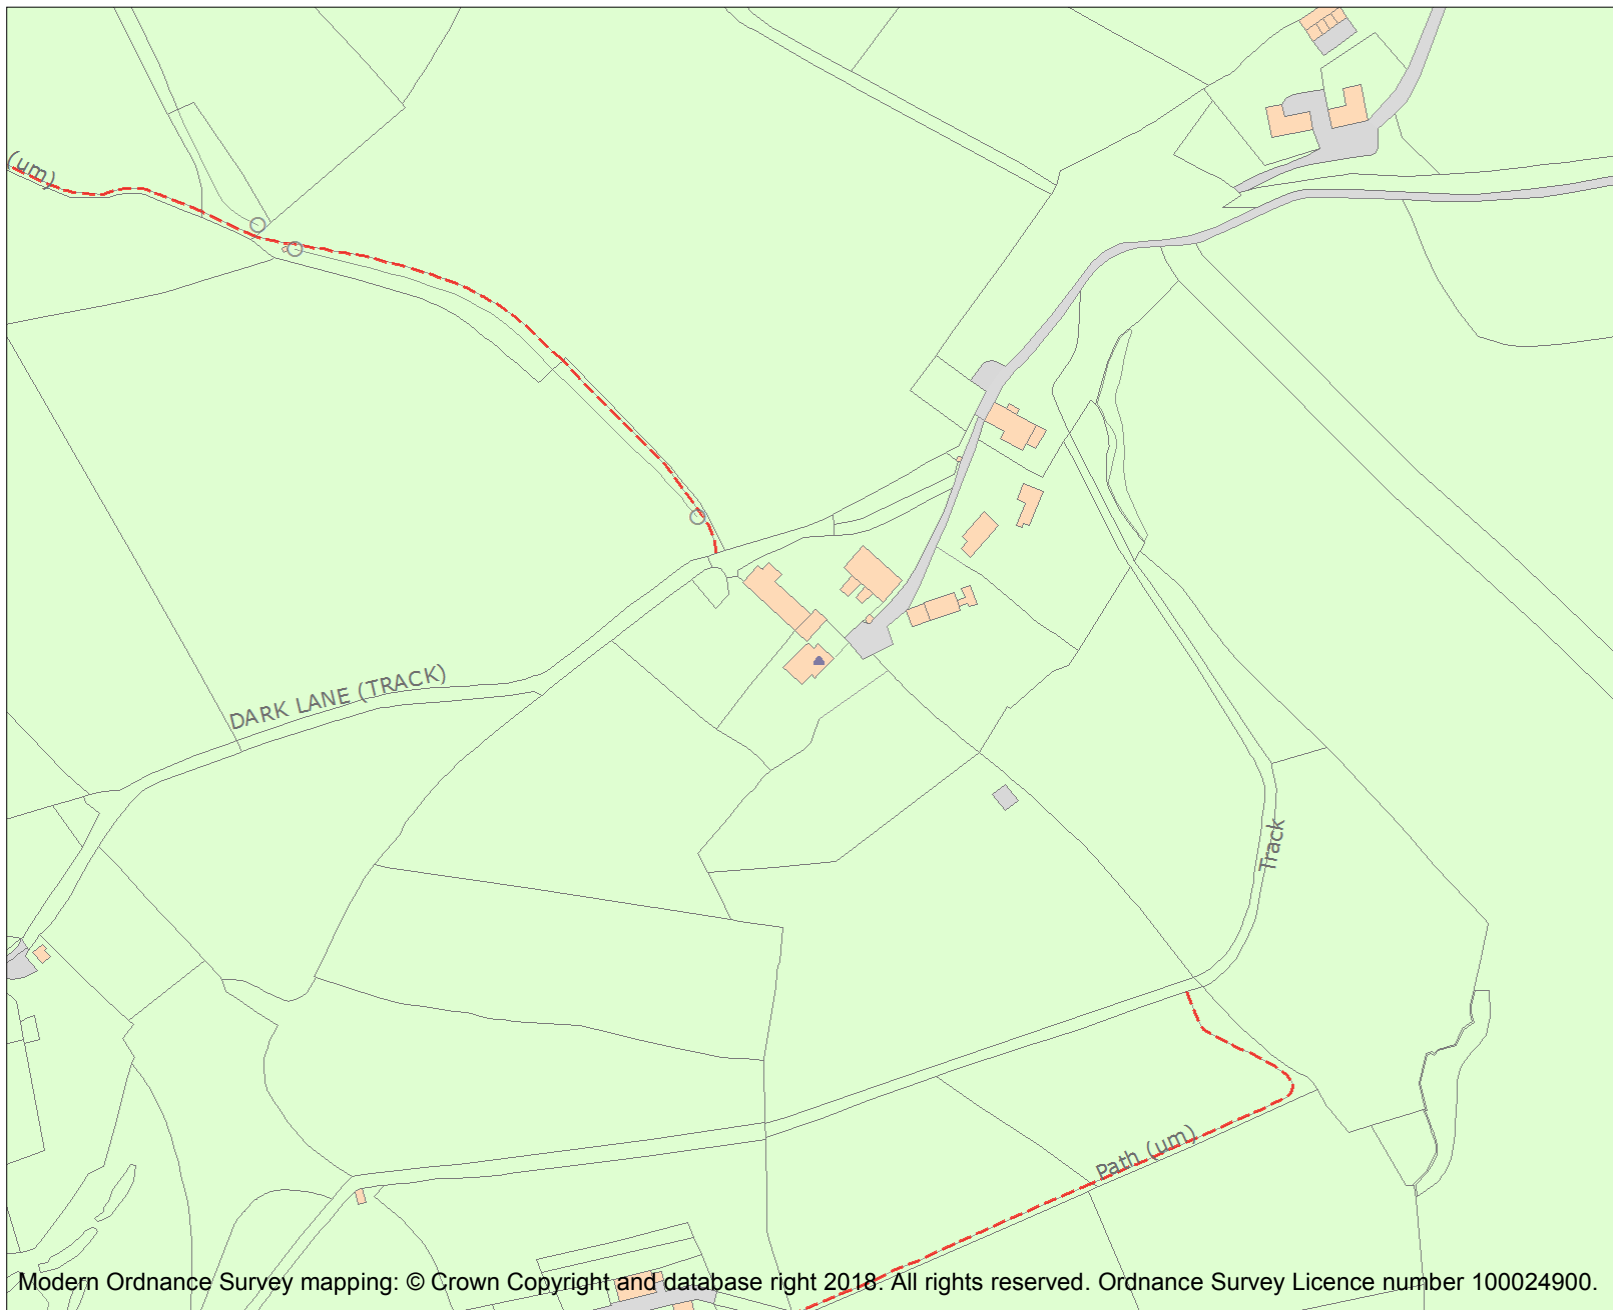 (um)
DARK LANE (TRACK)
Track
Path (um)
Modern Ordnance Survey mapping: © Crown Copyright and database right 2018. All rights reserved. Ordnance Survey Licence number 100024900.